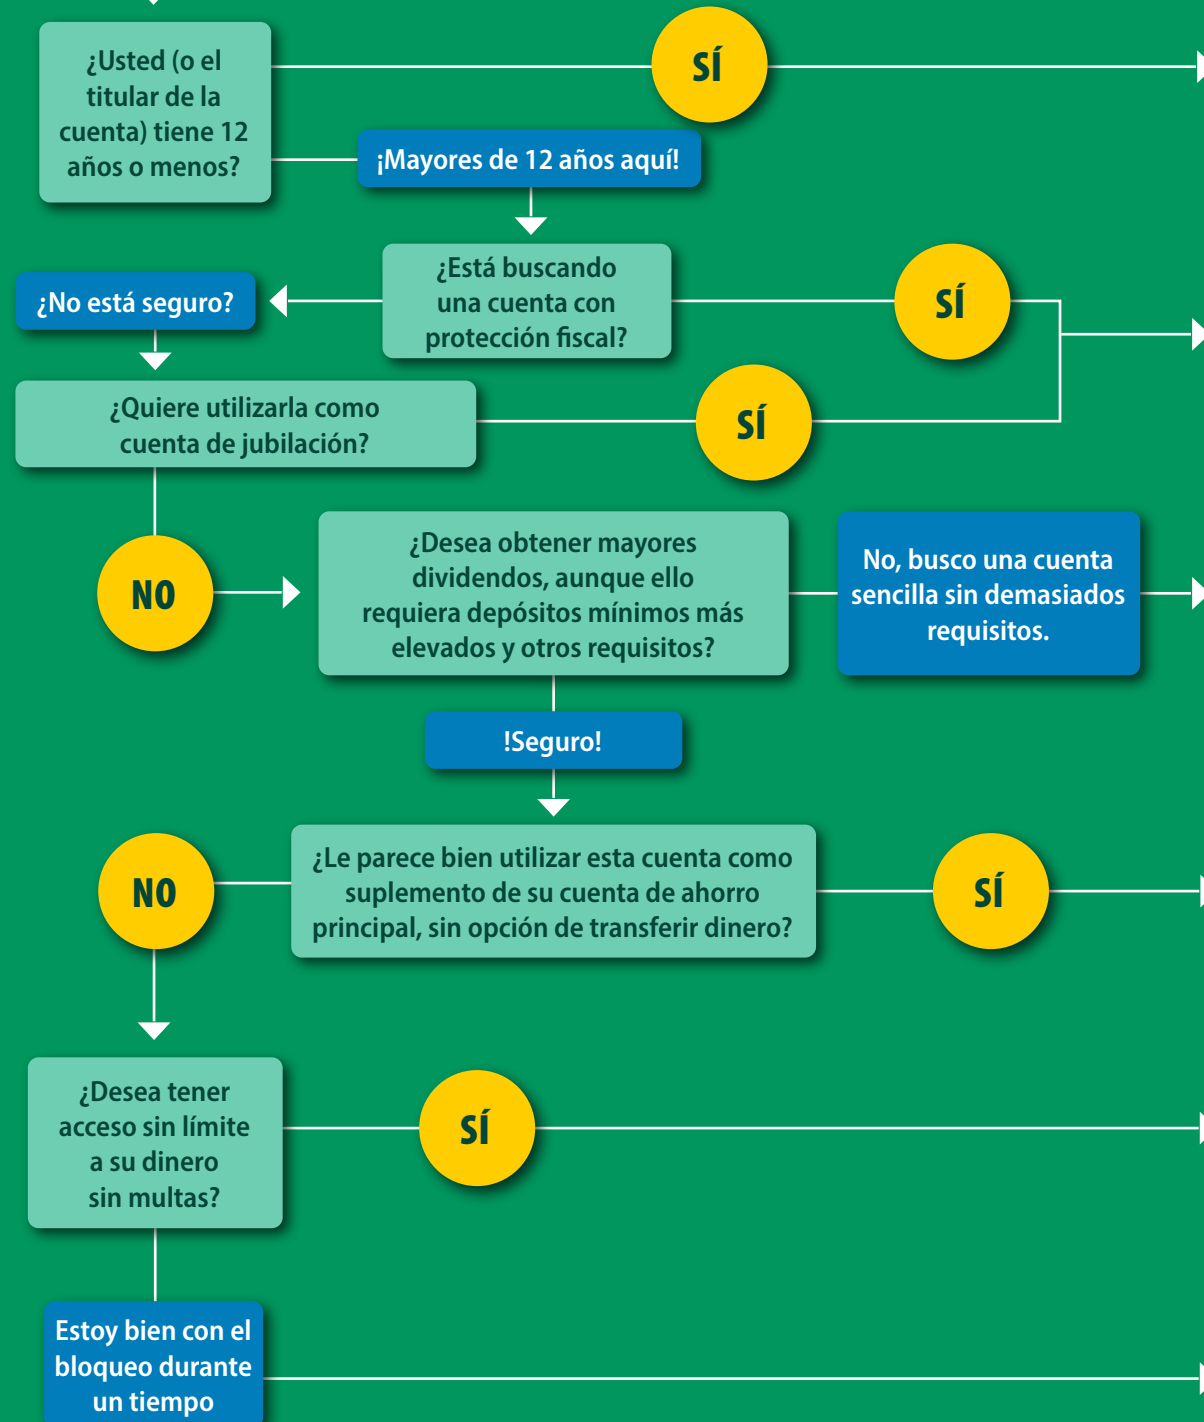 ¿Usted (o el
titular de la
cuenta) tiene 12
años o menos?
SÍ
¡Mayores de 12 años aquí!
¿Está buscando
una cuenta con
protección fiscal?
SÍ
¿No está seguro?
¿Quiere utilizarla como
cuenta de jubilación?
SÍ
NO
¿Desea obtener mayores
dividendos, aunque ello
requiera depósitos mínimos más
elevados y otros requisitos?
No, busco una cuenta
sencilla sin demasiados
requisitos.
!Seguro!
¿Le parece bien utilizar esta cuenta como
suplemento de su cuenta de ahorro
principal, sin opción de transferir dinero?
NO
SÍ
¿Desea tener
acceso sin límite
a su dinero
sin multas?
SÍ
Estoy bien con el
bloqueo durante
un tiempo